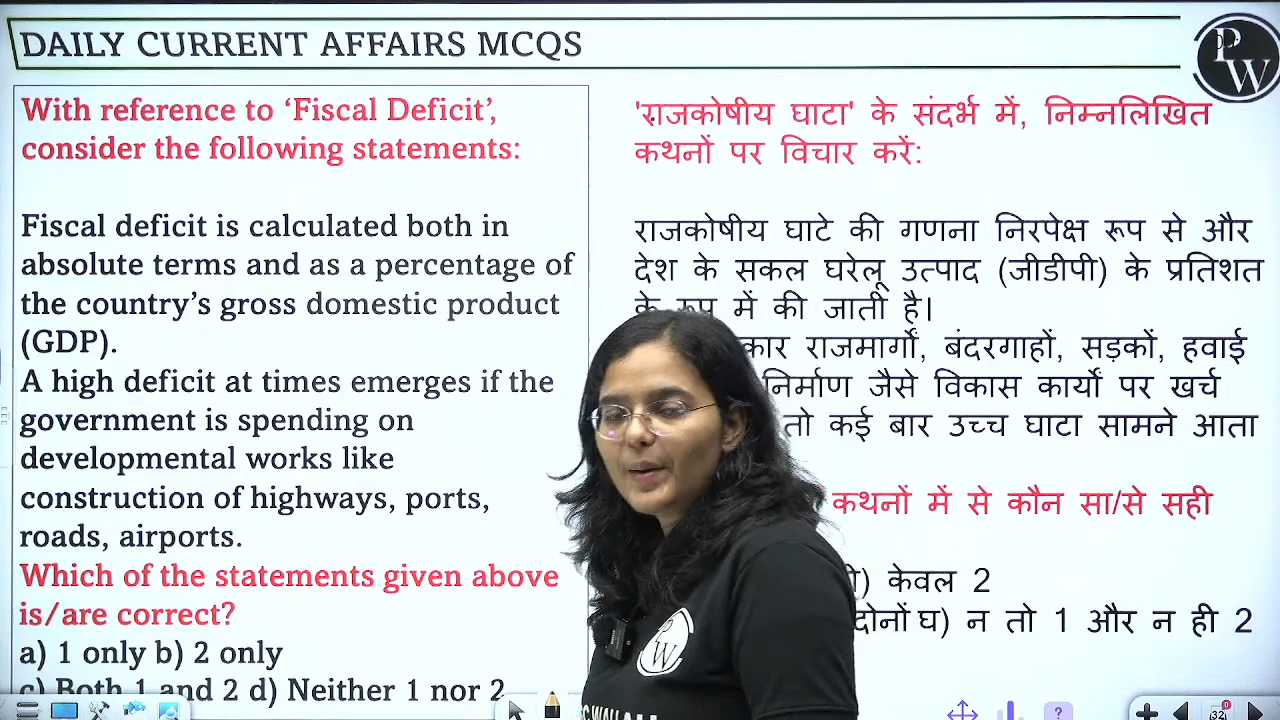 DAILY CURRENT AFFAIRS MCQS
PW
With reference to ‘Fiscal Deficit’,
consider the following statements:
Fiscal deficit is calculated both in
absolute terms and as a percentage of
the country’s gross domestic product
(GDP).
A high deficit at times emerges if the
government is spending on
developmental works like
construction of highways, ports,
roads, airports.
Which of the statements given above
is/are correct?
a) 1 only b) 2 only
c) Both 1 and 2 d) Neither 1 nor 2
'राजकोषीय घाटा' के संदर्भ में, निम्नलिखित
कथनों पर विचार करें:
राजकोषीय घाटे की गणना निरपेक्ष रूप से और
देश के सकल घरेलू उत्पाद (जीडीपी) के प्रतिशत
के रूप में की जाती है।
राजमार्गों, बंदरगाहों, सड़कों, हवाई
निर्माण जैसे विकास कार्यों पर खर्च
तो कई बार उच्च घाटा सामने आता
कथनों में से कौन सा/से सही
केवल 2
दोनों घ) न तो 1 और न ही 2
PW
32